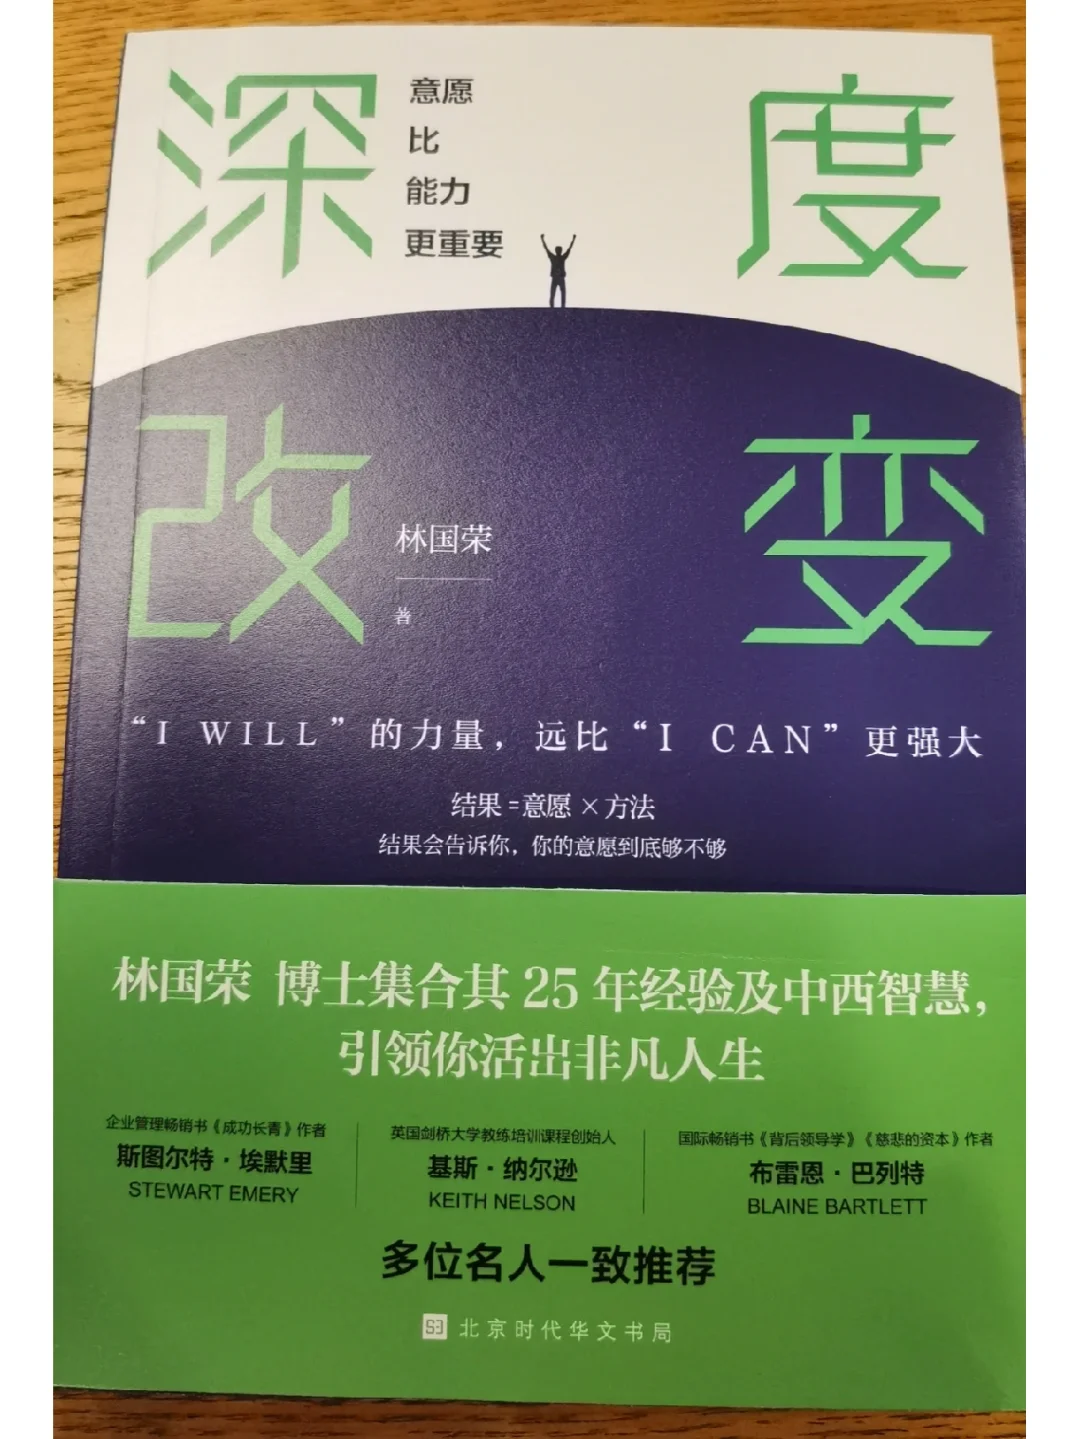 深度
意愿
比
能力
更重要
改变
林国荣
著
“I WILL”的力量，远比“I CAN”更强大
结果=意愿×方法
结果会告诉你，你的意愿到底够不够
林国荣 博士集合其25年经验及中西智慧，
引领你活出非凡人生
企业管理畅销书《成功长青》作者
斯图尔特·埃默里
STEWART EMERY
英国剑桥大学教练培训课程创始人
基斯·纳尔逊
KEITH NELSON
国际畅销书《背后领导学》《慈悲的资本》作者
布雷恩·巴列特
BLAINE BARTLETT
多位名人一致推荐
北京时代华文书局